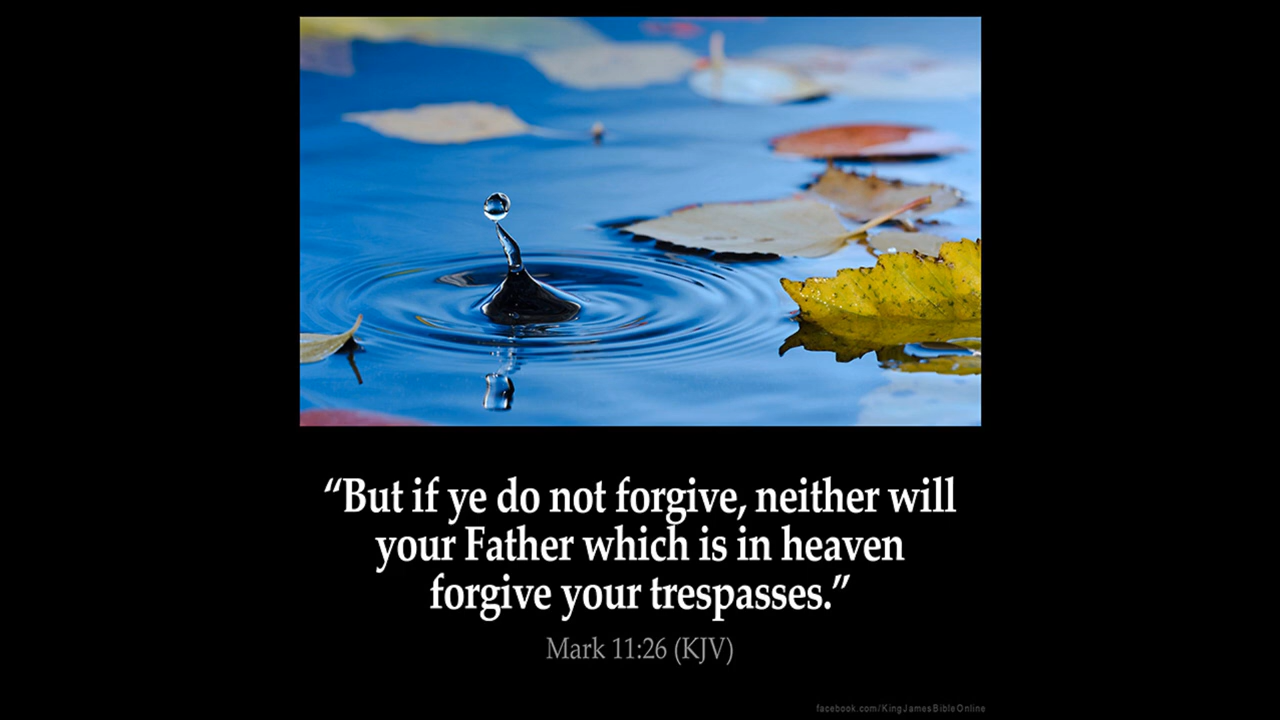 “But if ye do not forgive, neither will
your Father which is in heaven
forgive your trespasses.”
Mark 11:26 (KJV)
facebook.com/KingJamesBibleOnline